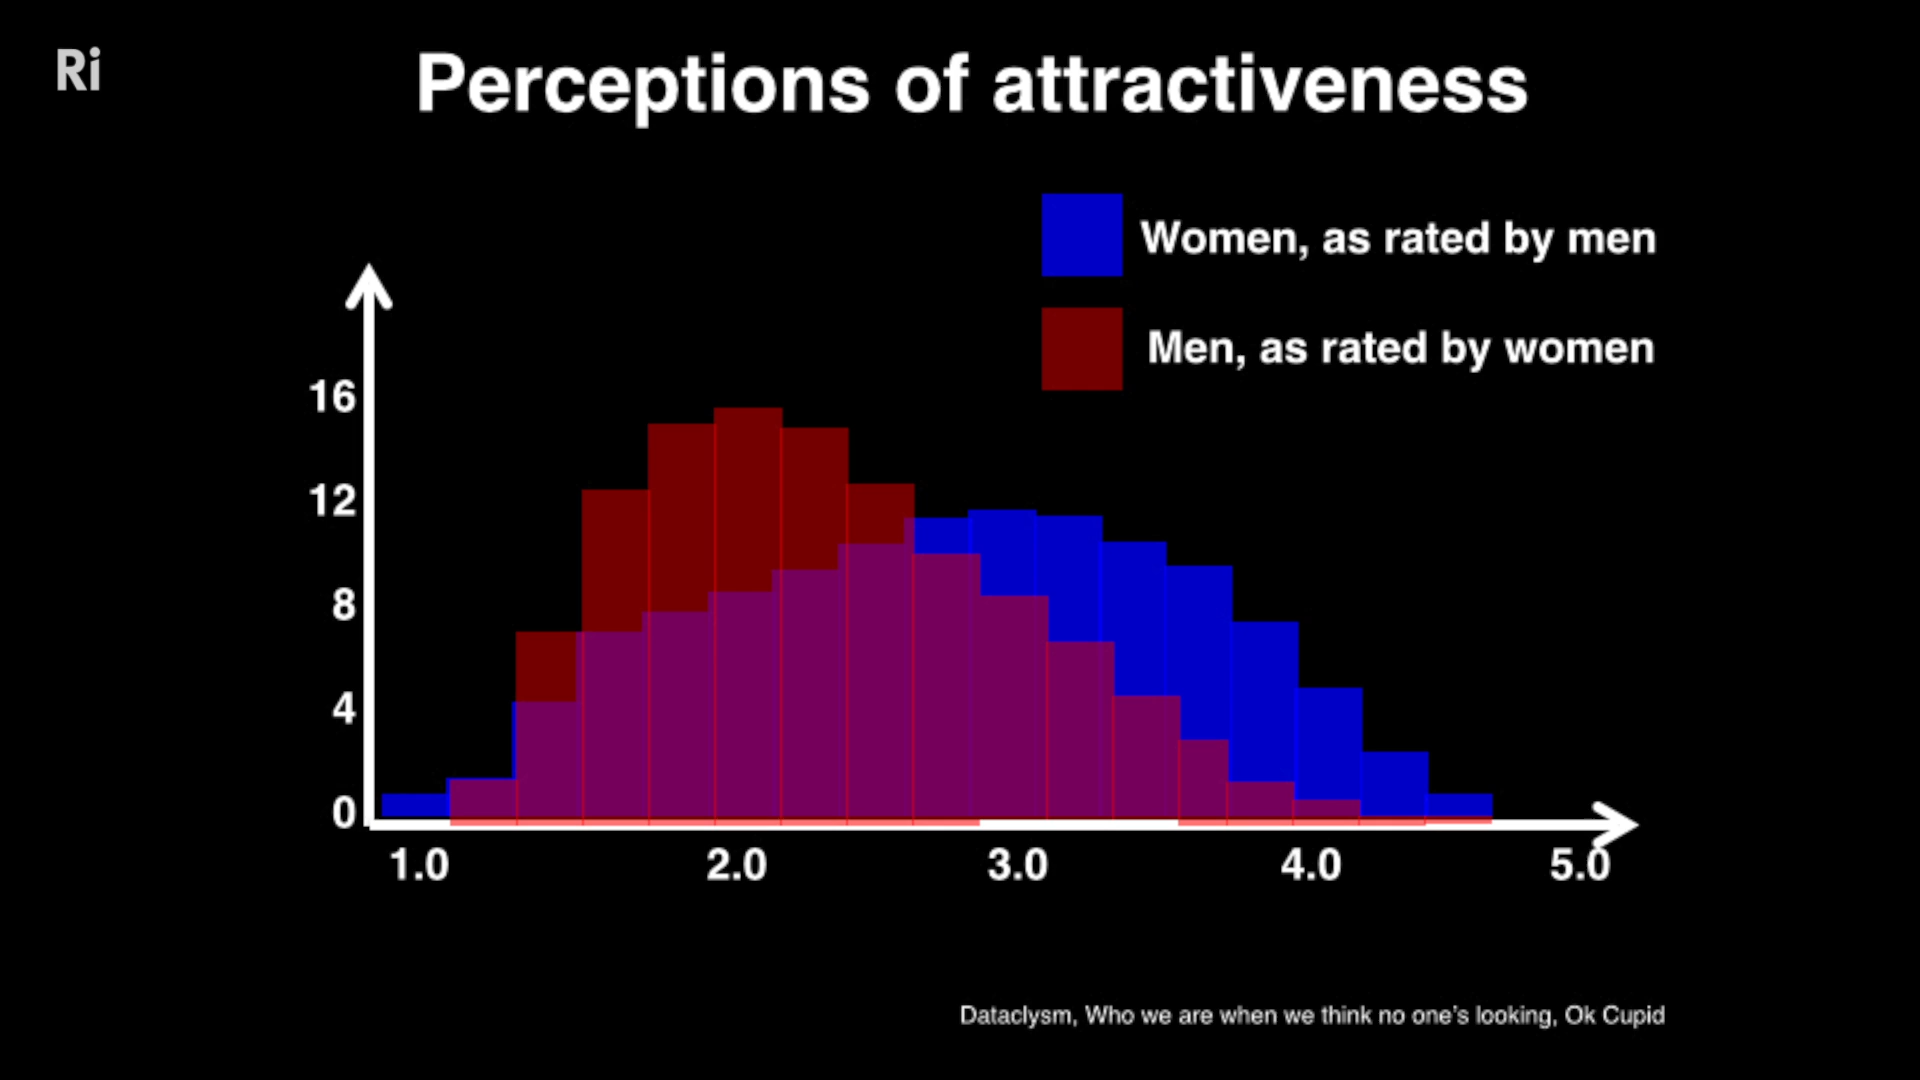 Ri
Perceptions of attractiveness
Women, as rated by men
Men, as rated by women
16
12
8
4
0
1.0 2.0 3.0 4.0 5.0
Dataclysm, Who we are when we think no one's looking, Ok Cupid